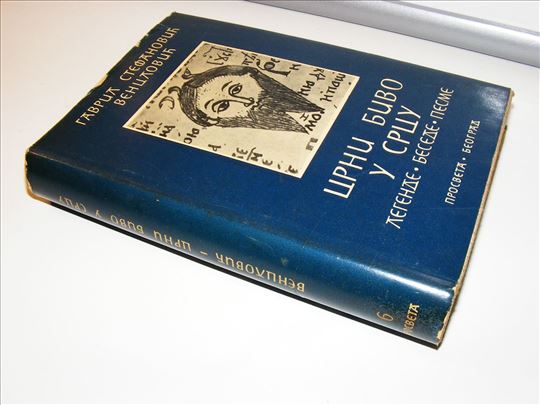 ГАВРИЛ СТЕФАНОВИЋ
ВЕНЦЛОВИЋ
ЦРНИ БИВО
У СРЦУ
ЛЕГЕНДЕ · БЕСЕДЕ · ПЕСМЕ
ПРОСВЕТА · БЕОГРАД
ВЕНЦЛОВИЋ – ЦРНИ БИВО У СРЦУ
6